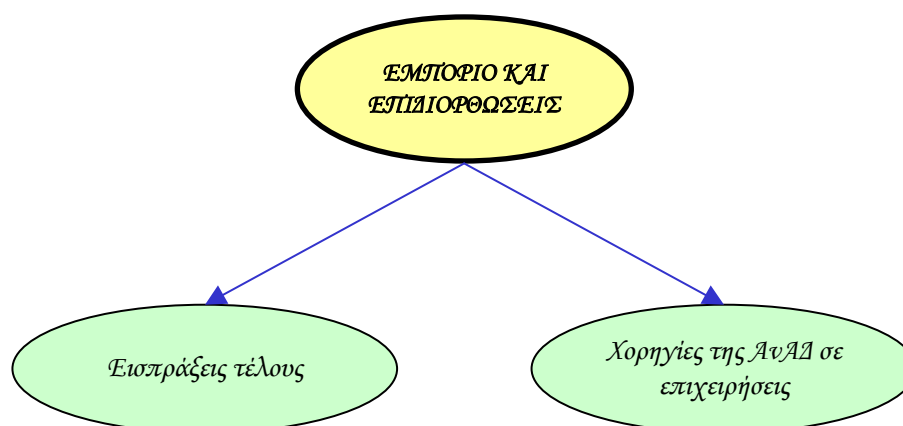 ΕΜΠΟΡΙΟ ΚΑΙ
ΕΠΙΔΙΟΡΘΩΣΕΙΣ
Εισπράξεις τέλους
Χορηγίες της ΑνΑΔ σε
επιχειρήσεις